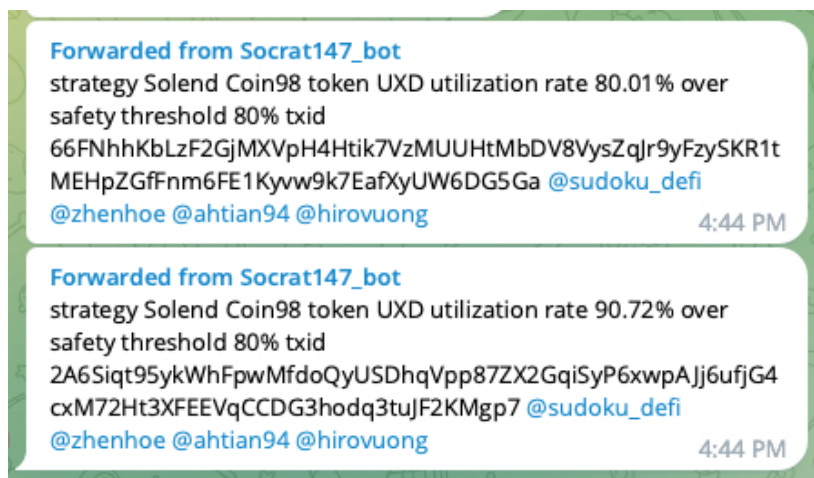 Forwarded from Socrat147_bot
strategy Solend Coin98 token UXD utilization rate 80.01% over
safety threshold 80% txid
66FNhhKbLzF2GjMXVpH4Htik7VzMUUHtMbDV8VysZqJr9yFzySKR1t
MEHpZGfFnm6FE1Kyvw9k7EafXyUW6DG5Ga @sudoku_defi
@zhenhoe @ahtian94 @hirovuong
4:44 PM
Forwarded from Socrat147_bot
strategy Solend Coin98 token UXD utilization rate 90.72% over
safety threshold 80% txid
2A6Siqt95ykWhFpwMfdoQyUSDhqVpp87ZX2GqiSyP6xwpAJj6ufjG4
cxM72Ht3XFEEVqCCDG3hodq3tuJF2KMgp7 @sudoku_defi
@zhenhoe @ahtian94 @hirovuong
4:44 PM